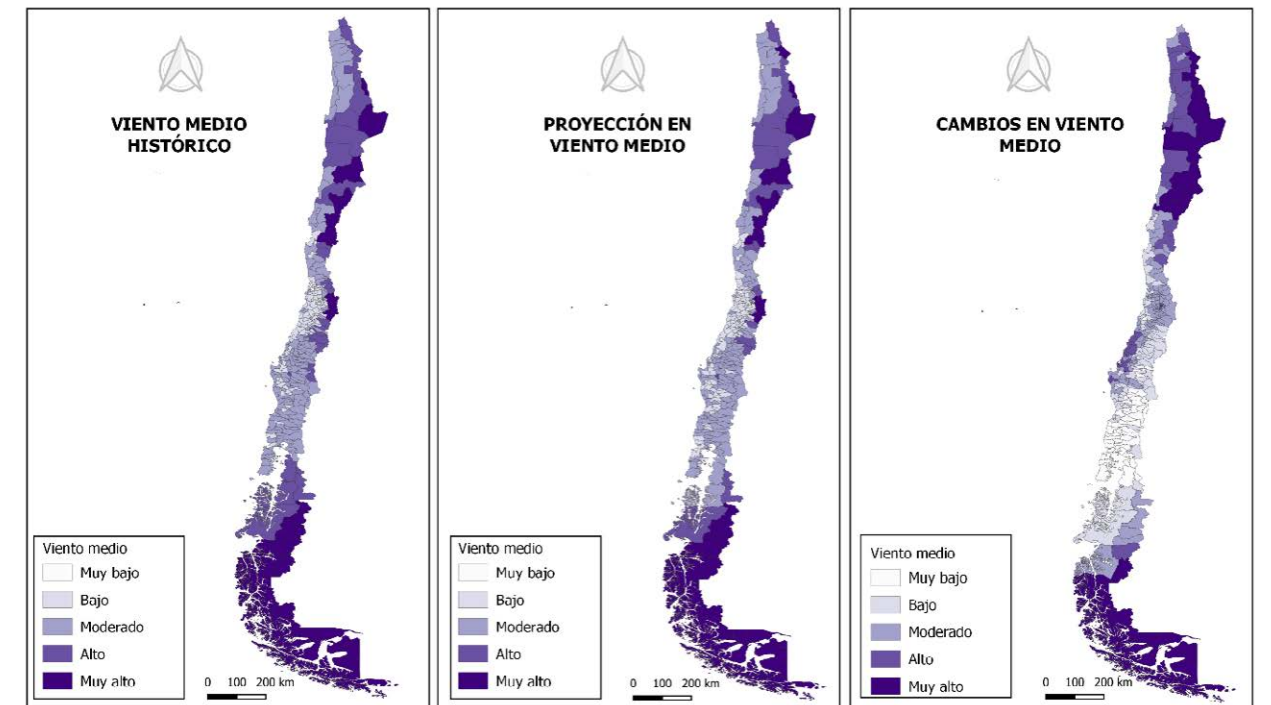 VIENTO MEDIO
HISTÓRICO
Viento medio
Muy bajo
Bajo
Moderado
Alto
Muy alto
0 100 200 km
PROYECCIÓN EN
VIENTO MEDIO
Viento medio
Muy bajo
Bajo
Moderado
Alto
Muy alto
0 100 200 km
CAMBIOS EN VIENTO
MEDIO
Viento medio
Muy bajo
Bajo
Moderado
Alto
Muy alto
0 100 200 km